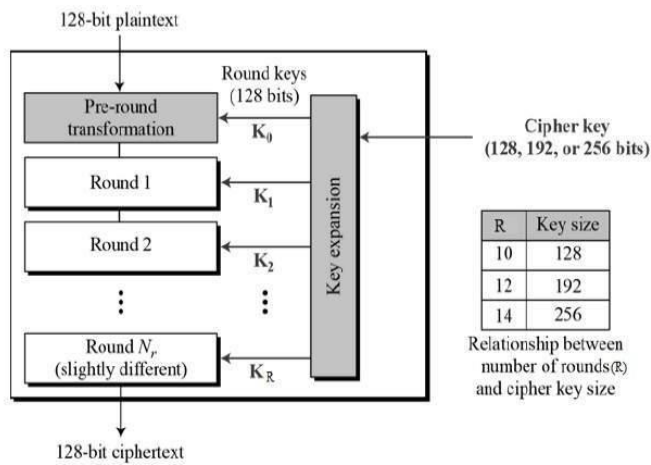 128-bit plaintext
Round keys
(128 bits)
Pre-round
transformation
K0
Cipher key
(128, 192, or 256 bits)
Round 1
K1
Key expansion
Round 2
K2
R Key size
10 128
12 192
14 256
Relationship between
number of rounds(R)
and cipher key size
Round Nr
(slightly different)
KR
128-bit ciphertext